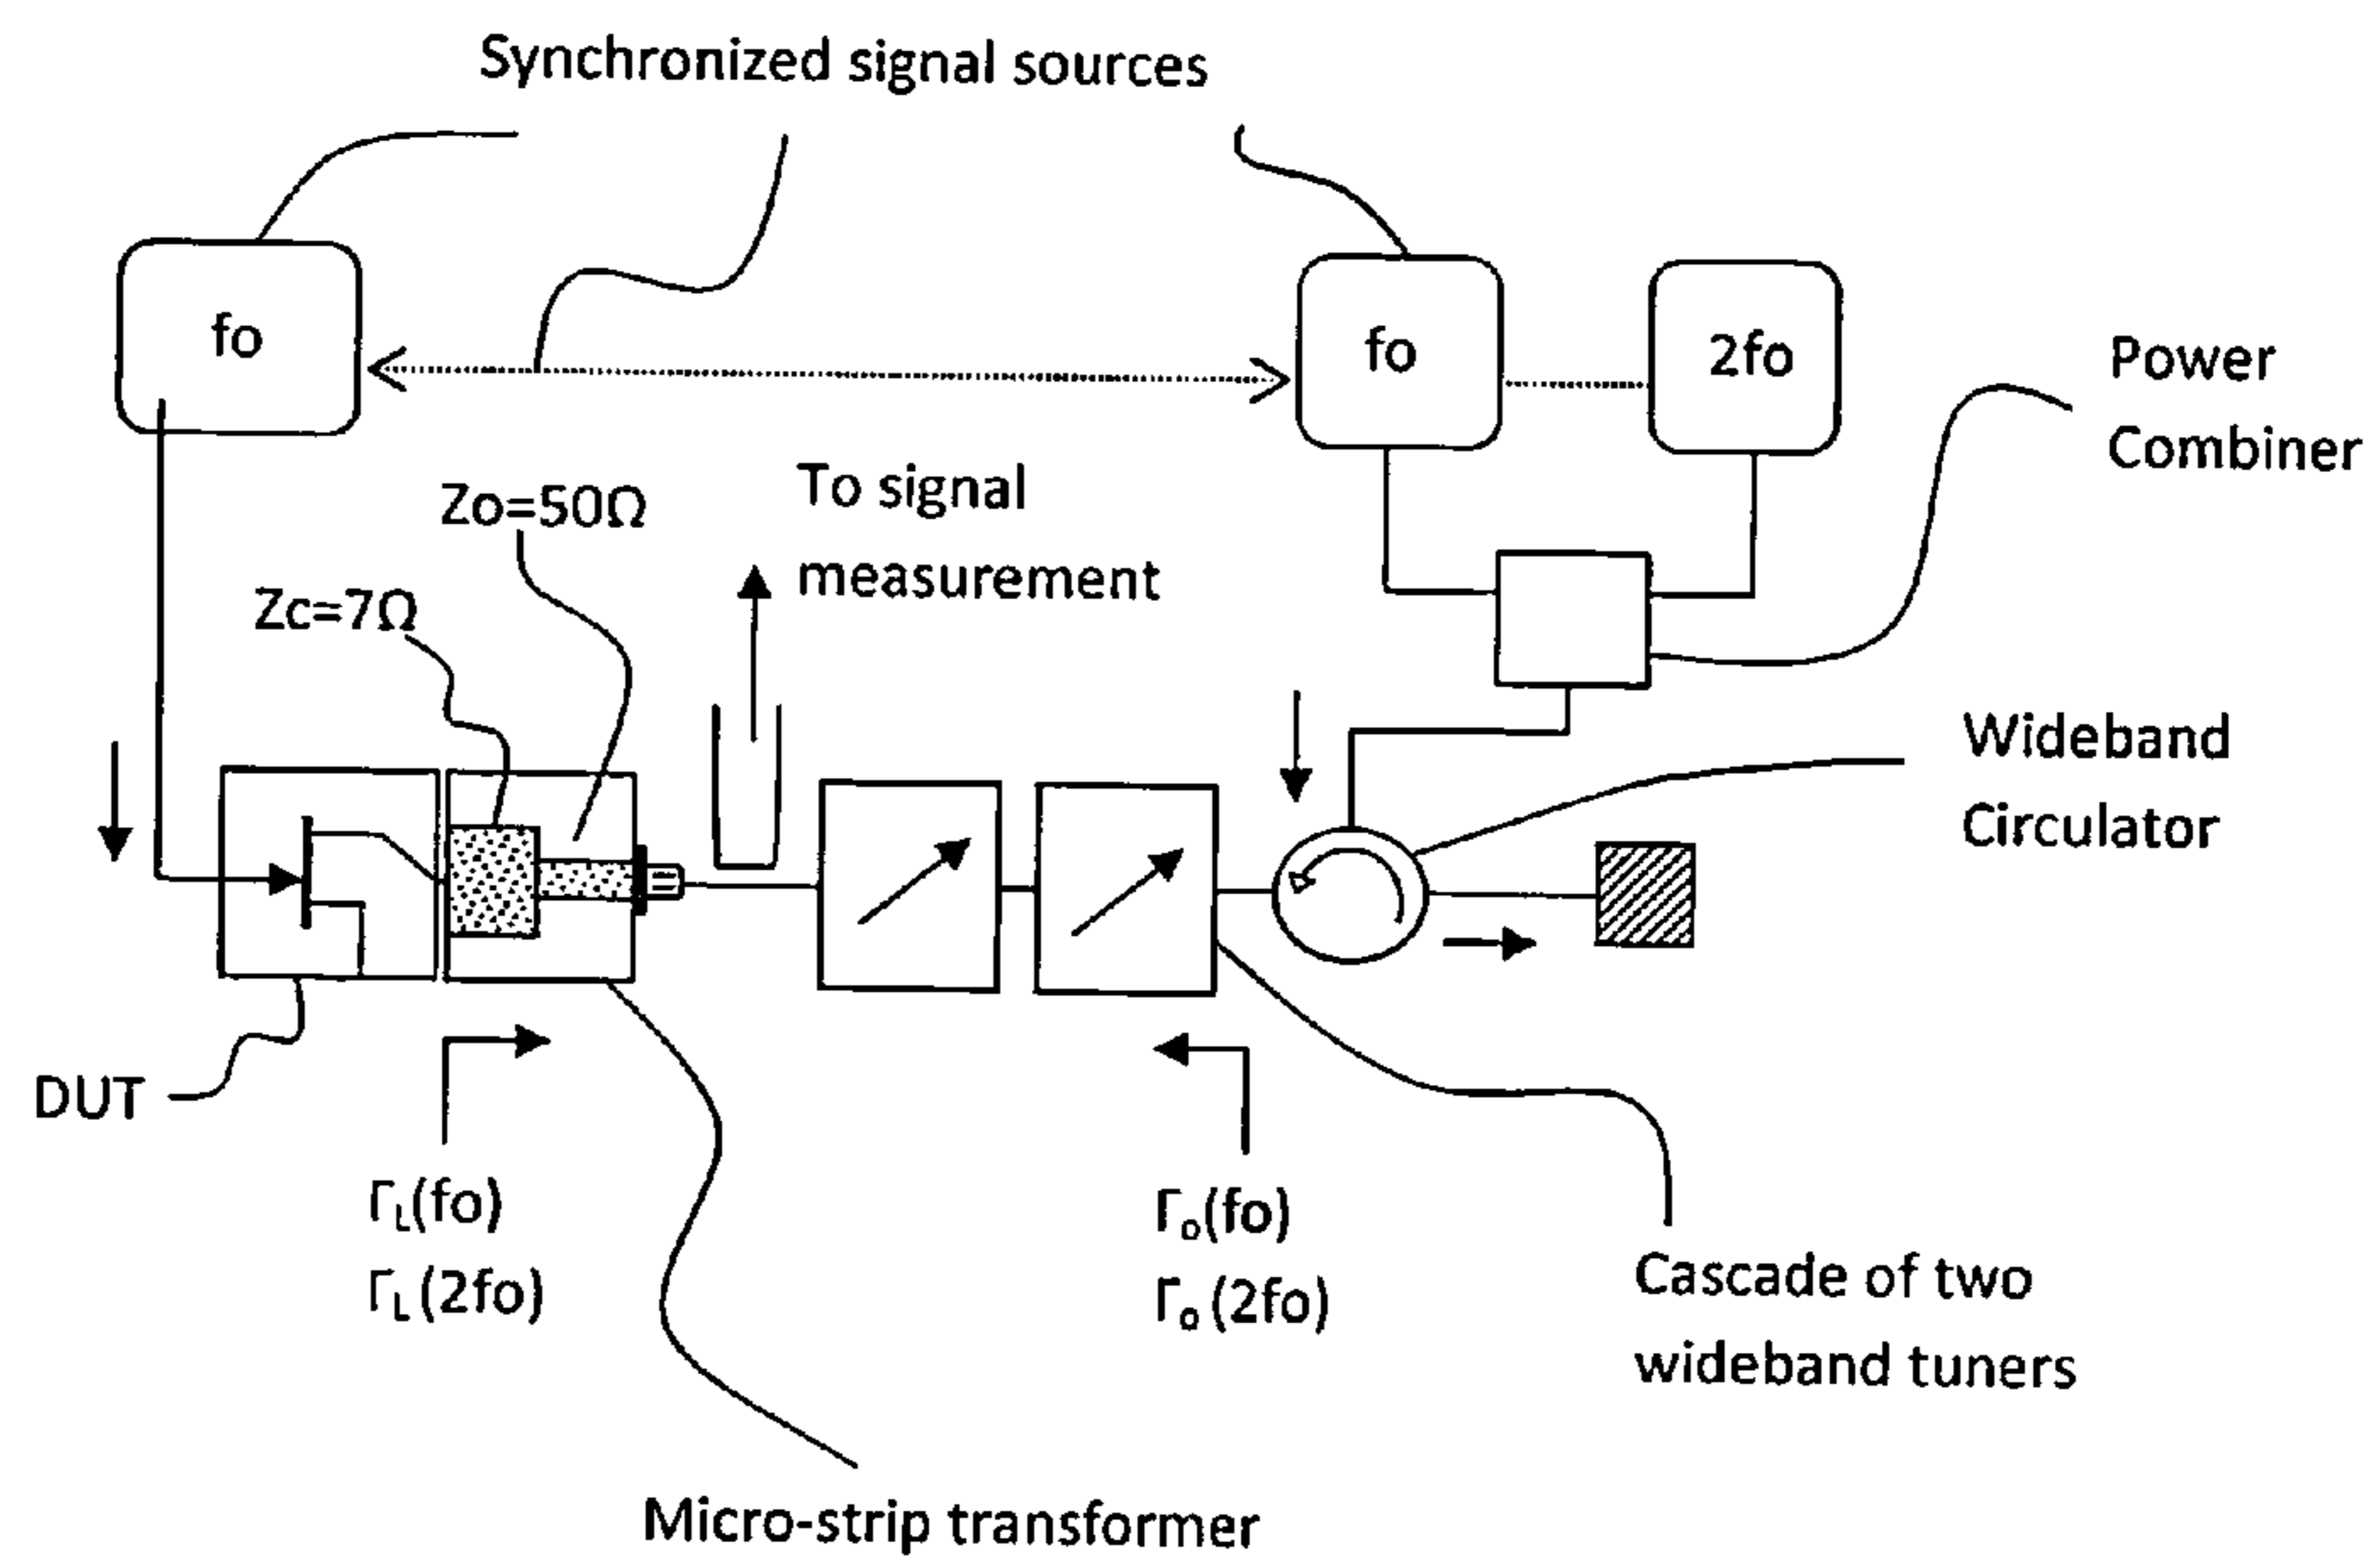 Synchronized signal sources
fo
fo
2fo
Power
Combiner
To signal
measurement
Zo=50Ω
Zc=7Ω
Wideband
Circulator
DUT
ΓL(fo)
ΓL(2fo)
Γo(fo)
Γo(2fo)
Cascade of two
wideband tuners
Micro-strip transformer